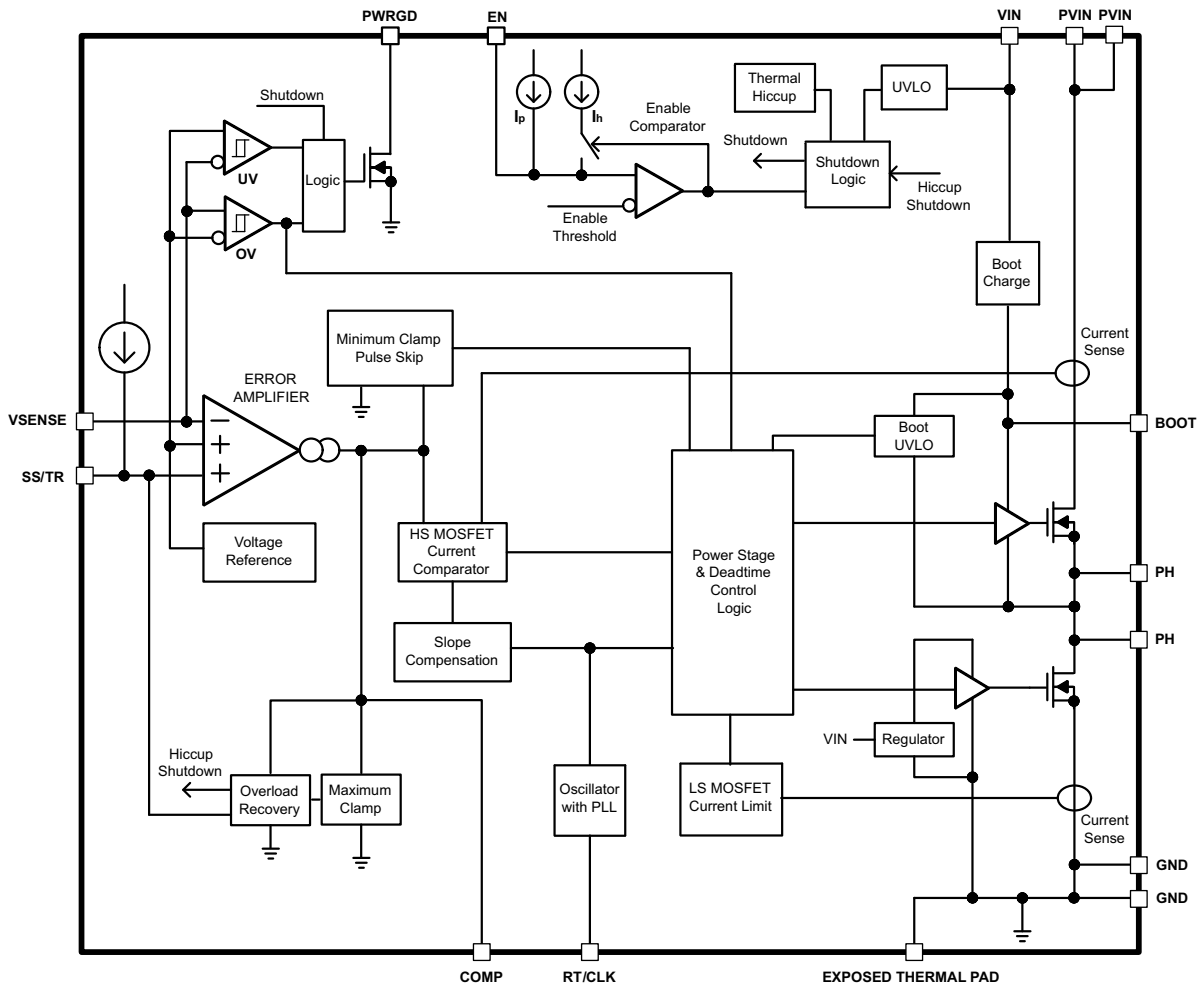 PWRGD
EN
VIN
PVIN
PVIN
Shutdown
Ip
Ih
Enable
Comparator
Thermal
Hiccup
UVLO
Shutdown
Shutdown
Logic
Hiccup
Shutdown
UV
Logic
Enable
Threshold
OV
Boot
Charge
Current
Sense
Minimum Clamp
Pulse Skip
ERROR
AMPLIFIER
VSENSE
−
+
+
SS/TR
BOOT
Boot
UVLO
Voltage
Reference
HS MOSFET
Current
Comparator
Power Stage
& Deadtime
Control
Logic
PH
PH
Slope
Compensation
VIN
Regulator
Hiccup
Shutdown
Overload
Recovery
Maximum
Clamp
Oscillator
with PLL
LS MOSFET
Current Limit
Current
Sense
GND
GND
COMP
RT/CLK
EXPOSED THERMAL PAD